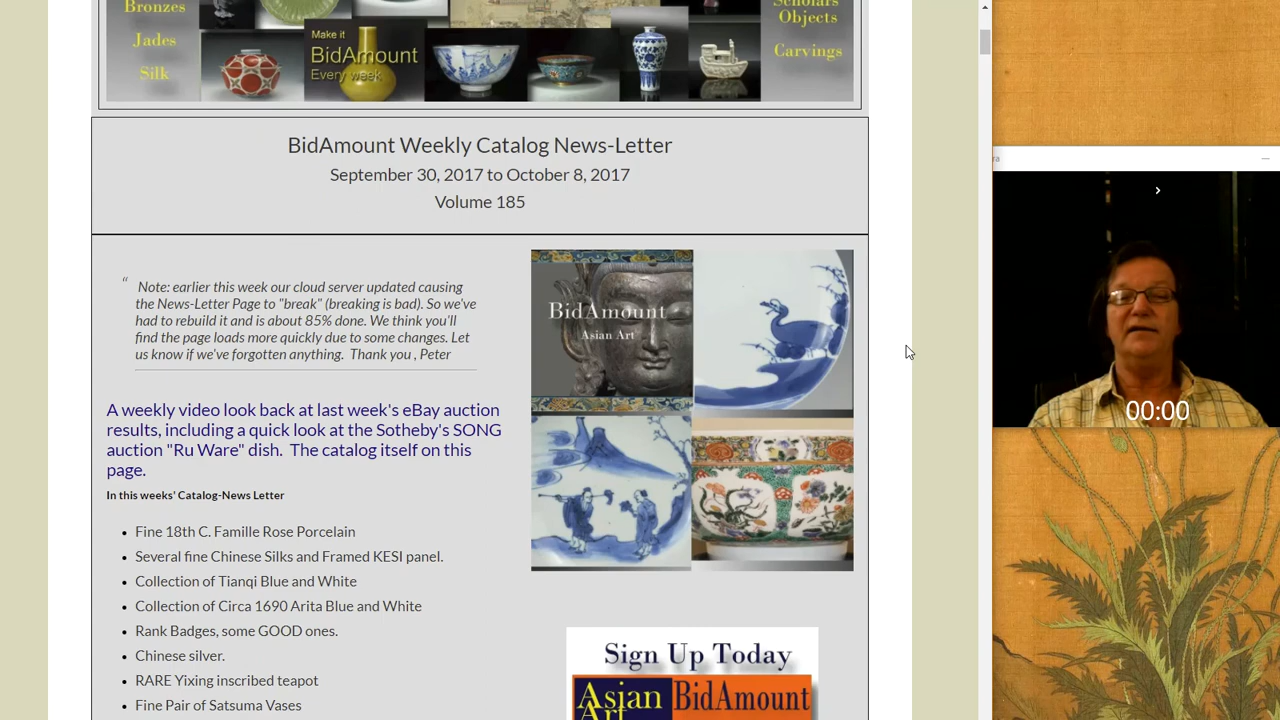 Bronzes
Jades
Silk
Make it
BidAmount
Every week
Scholars
Objects
Carvings
BidAmount Weekly Catalog News-Letter
September 30, 2017 to October 8, 2017
Volume 185
“ Note: earlier this week our cloud server updated causing
the News-Letter Page to "break" (breaking is bad). So we've
had to rebuild it and is about 85% done. We think you'll
find the page loads more quickly due to some changes. Let
us know if we've forgotten anything. Thank you , Peter
BidAmount
Asian Art
A weekly video look back at last week's eBay auction
results, including a quick look at the Sotheby's SONG
auction "Ru Ware" dish. The catalog itself on this
page.
In this weeks' Catalog-News Letter
• Fine 18th C. Famille Rose Porcelain
• Several fine Chinese Silks and Framed KESI panel.
• Collection of Tianqi Blue and White
• Collection of Circa 1690 Arita Blue and White
• Rank Badges, some GOOD ones.
• Chinese silver.
• RARE Yixing inscribed teapot
• Fine Pair of Satsuma Vases
Sign Up Today
Asian
Art
BidAmount
ra
00:00